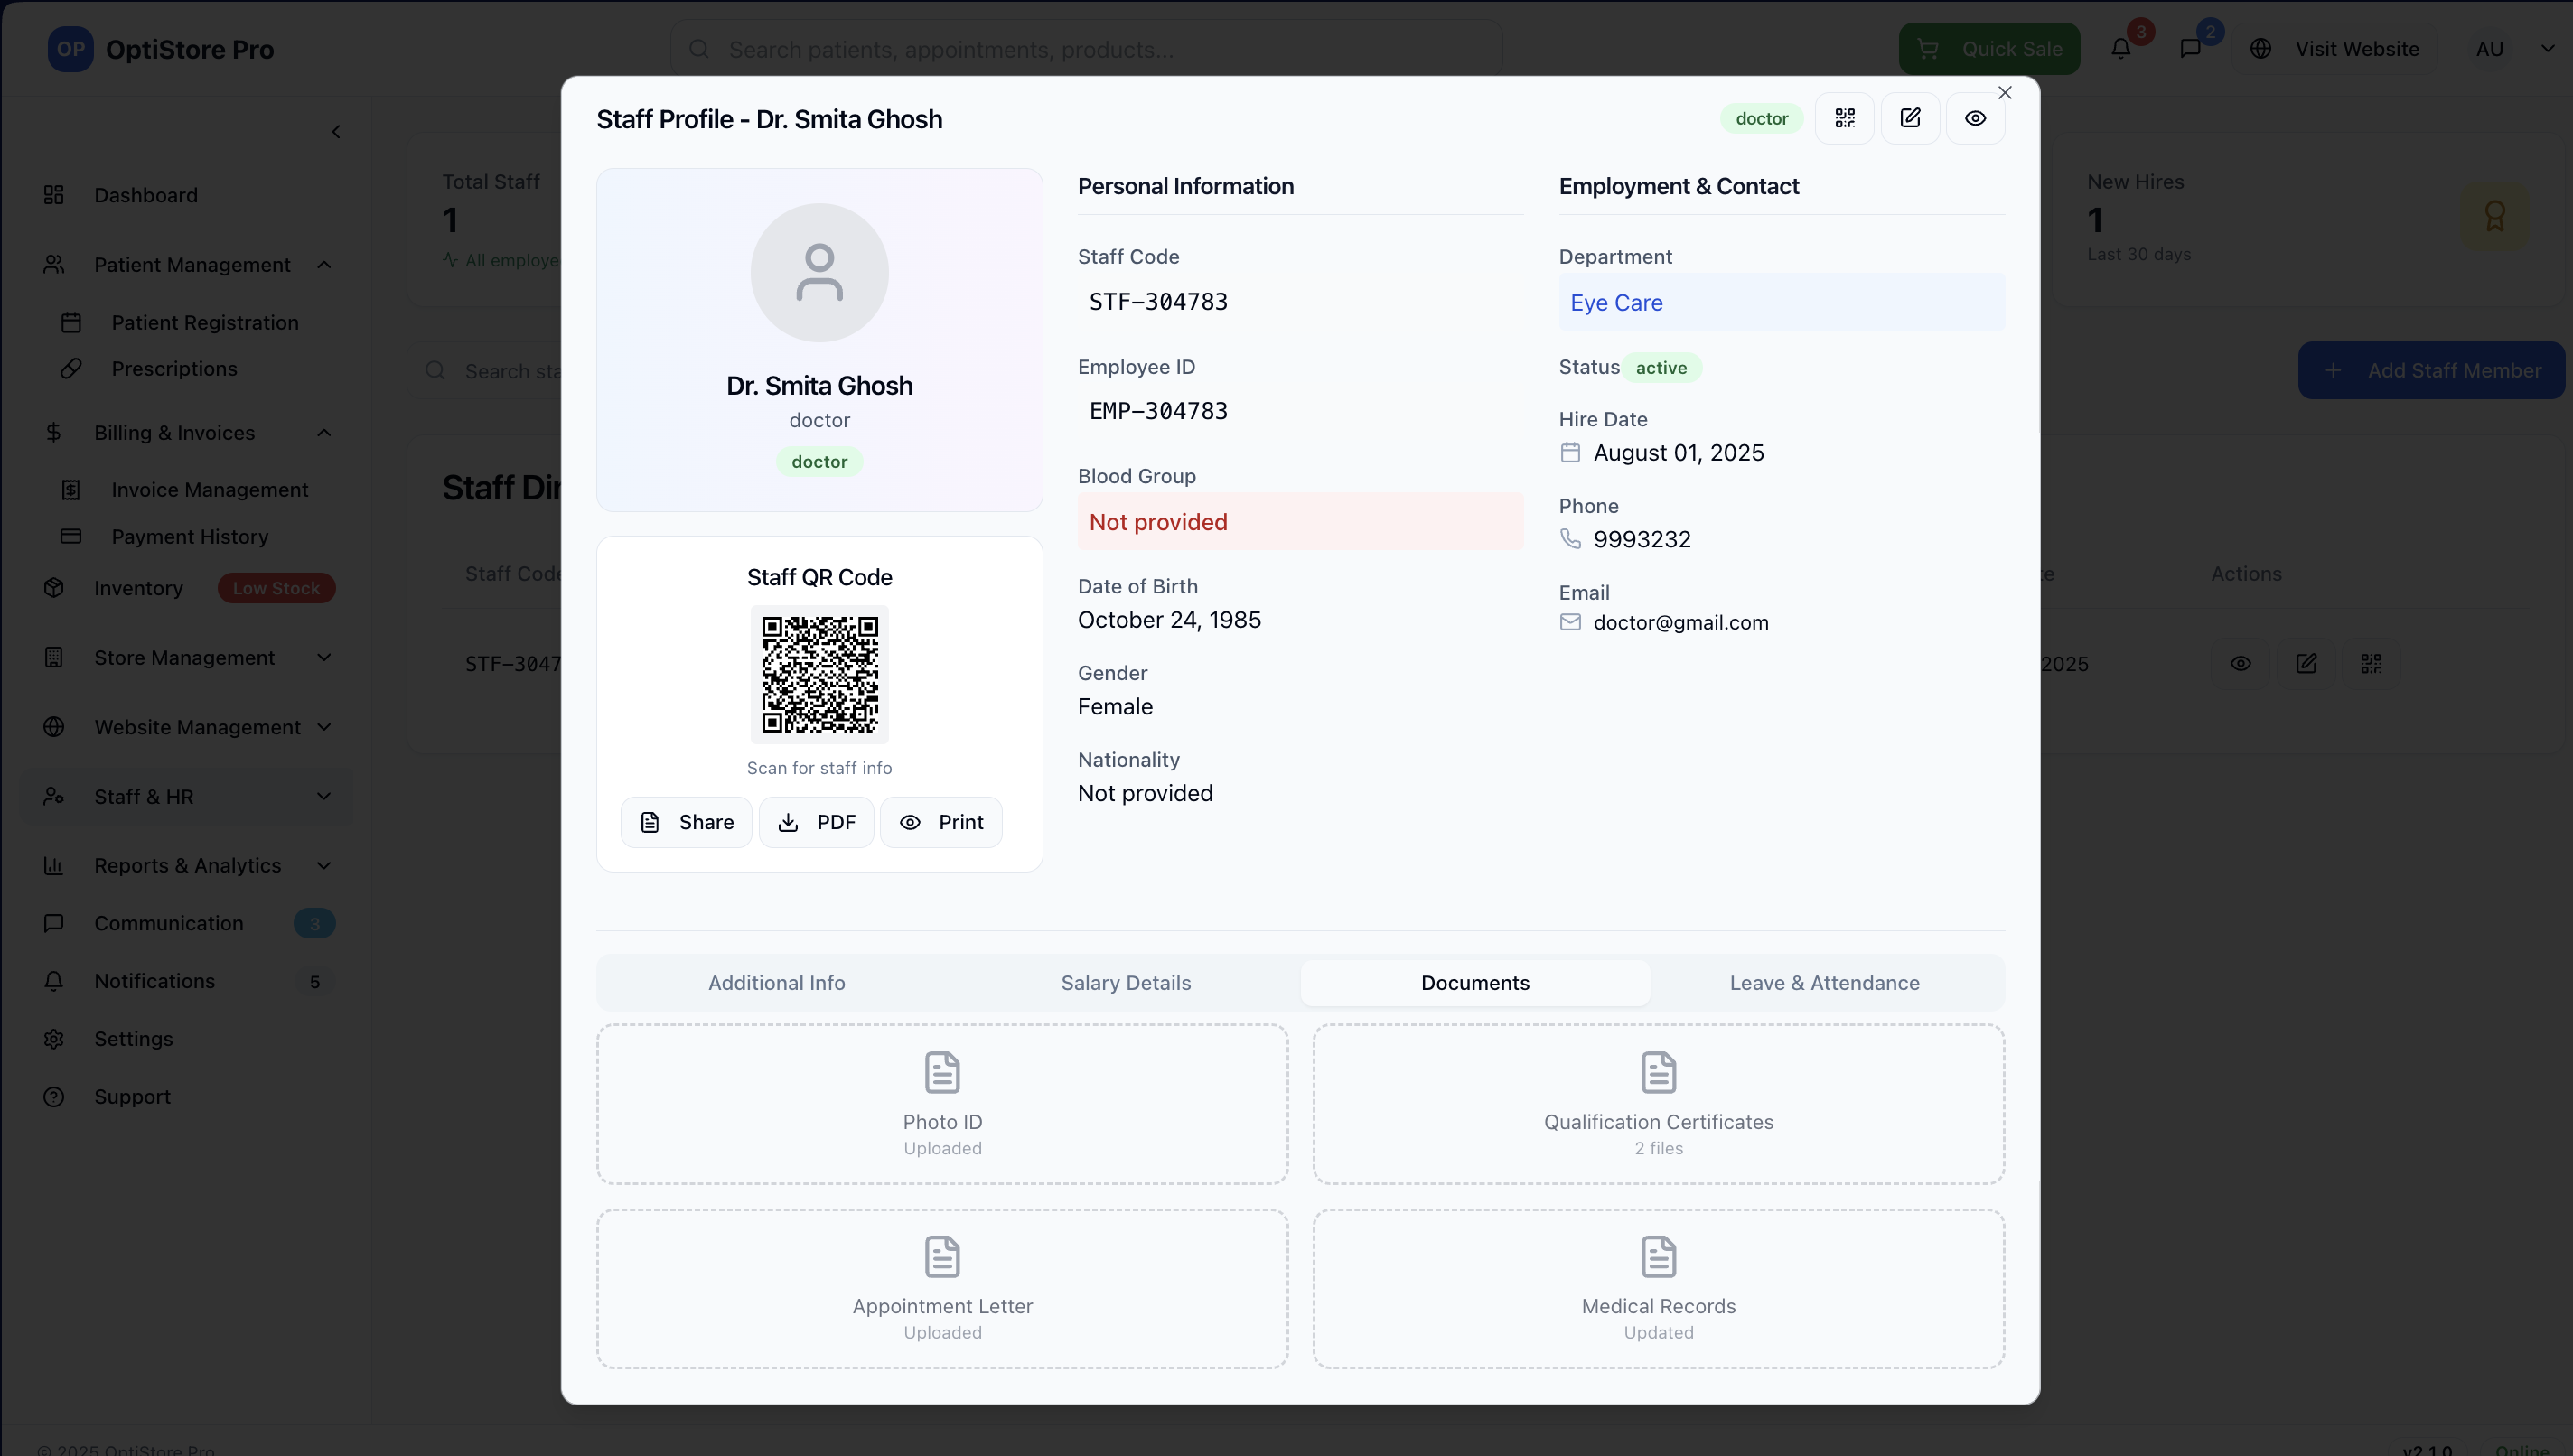 OP OptiStore Pro
Search patients, appointments, products...
Quick Sale
3
2
Visit Website
AU
Dashboard
Patient Management
Patient Registration
Prescriptions
Billing & Invoices
Invoice Management
Payment History
Inventory Low Stock
Store Management
Website Management
Staff & HR
Reports & Analytics
Communication 3
Notifications 5
Settings
Support
Total Staff
1
All employe
Search sta
Staff Dir
Staff Code
STF-3047
New Hires
1
Last 30 days
Add Staff Member
Actions
2025
Staff Profile - Dr. Smita Ghosh
doctor
Dr. Smita Ghosh
doctor
doctor
Staff QR Code
Scan for staff info
Share PDF Print
Personal Information
Staff Code
STF-304783
Employee ID
EMP-304783
Blood Group
Not provided
Date of Birth
October 24, 1985
Gender
Female
Nationality
Not provided
Employment & Contact
Department
Eye Care
Status active
Hire Date
August 01, 2025
Phone
9993232
Email
doctor@gmail.com
Additional Info Salary Details Documents Leave & Attendance
Photo ID
Uploaded
Qualification Certificates
2 files
Appointment Letter
Uploaded
Medical Records
Updated
© 2025 OptiStore Pro
v2.1.0 Online